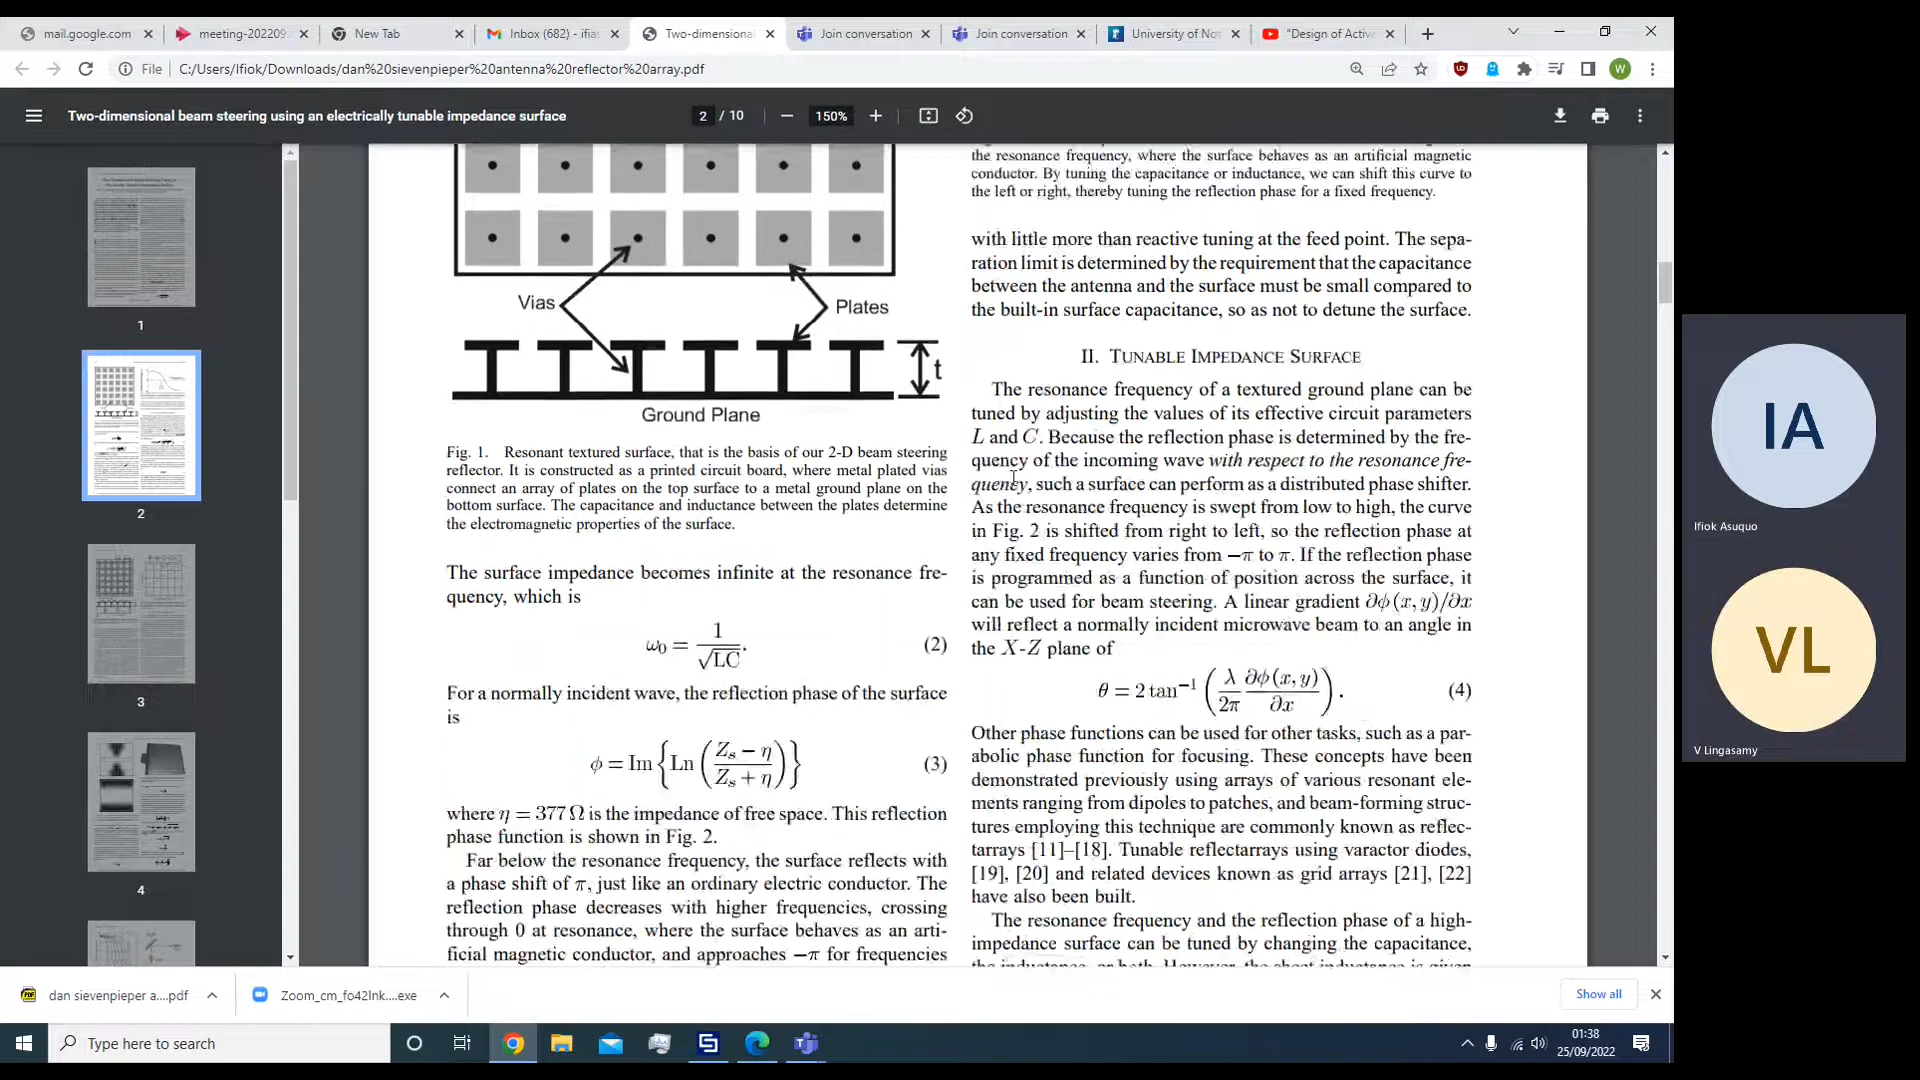 mail.google.com
meeting-202209
New Tab
Inbox (682) - ifias
Two-dimensiona
Join conversation
Join conversation
University of No
"Design of Active
File
C:/Users/Ifiok/Downloads/dan%20sievenpieper%20antenna%20reflector%20array.pdf
W
Two-dimensional beam steering using an electrically tunable impedance surface
2 / 10
150%
1
2
3
4
Vias
Plates
t
Ground Plane
Fig. 1. Resonant textured surface, that is the basis of our 2-D beam steering
reflector. It is constructed as a printed circuit board, where metal plated vias
connect an array of plates on the top surface to a metal ground plane on the
bottom surface. The capacitance and inductance between the plates determine
the electromagnetic properties of the surface.
The surface impedance becomes infinite at the resonance fre-
quency, which is
ω0 = 1/√LC. (2)
For a normally incident wave, the reflection phase of the surface
is
ϕ = Im{Ln((Zs − η)/(Zs + η))} (3)
where η = 377 Ω is the impedance of free space. This reflection
phase function is shown in Fig. 2.
Far below the resonance frequency, the surface reflects with
a phase shift of π, just like an ordinary electric conductor. The
reflection phase decreases with higher frequencies, crossing
through 0 at resonance, where the surface behaves as an arti-
ficial magnetic conductor, and approaches −π for frequencies
the resonance frequency, where the surface behaves as an artificial magnetic
conductor. By tuning the capacitance or inductance, we can shift this curve to
the left or right, thereby tuning the reflection phase for a fixed frequency.
with little more than reactive tuning at the feed point. The sepa-
ration limit is determined by the requirement that the capacitance
between the antenna and the surface must be small compared to
the built-in surface capacitance, so as not to detune the surface.
II. TUNABLE IMPEDANCE SURFACE
The resonance frequency of a textured ground plane can be
tuned by adjusting the values of its effective circuit parameters
L and C. Because the reflection phase is determined by the fre-
quency of the incoming wave with respect to the resonance fre-
quency, such a surface can perform as a distributed phase shifter.
As the resonance frequency is swept from low to high, the curve
in Fig. 2 is shifted from right to left, so the reflection phase at
any fixed frequency varies from −π to π. If the reflection phase
is programmed as a function of position across the surface, it
can be used for beam steering. A linear gradient ∂ϕ(x, y)/∂x
will reflect a normally incident microwave beam to an angle in
the X-Z plane of
θ = 2 tan⁻¹ (λ/2π ∂ϕ(x, y)/∂x). (4)
Other phase functions can be used for other tasks, such as a par-
abolic phase function for focusing. These concepts have been
demonstrated previously using arrays of various resonant ele-
ments ranging from dipoles to patches, and beam-forming struc-
tures employing this technique are commonly known as reflec-
tarrays [11]–[18]. Tunable reflectarrays using varactor diodes,
[19], [20] and related devices known as grid arrays [21], [22]
have also been built.
The resonance frequency and the reflection phase of a high-
impedance surface can be tuned by changing the capacitance,
the inductance, or both. However, the sheet inductance is given
IA
Ifiok Asuquo
VL
V Lingasamy
dan sievenpieper a....pdf
Zoom_cm_fo42lnk....exe
Show all
Type here to search
01:38
25/09/2022